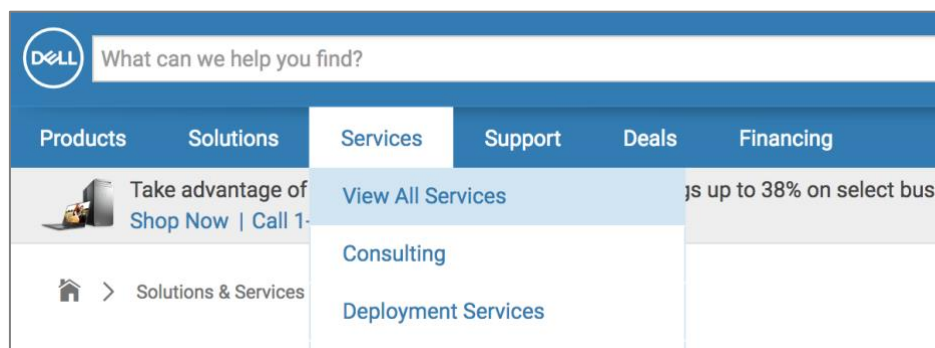 DELL
What can we help you find?
Products Solutions Services Support Deals Financing
Take advantage of
gs up to 38% on select bus
Shop Now | Call 1-
View All Services
Consulting
Solutions & Services
Deployment Services